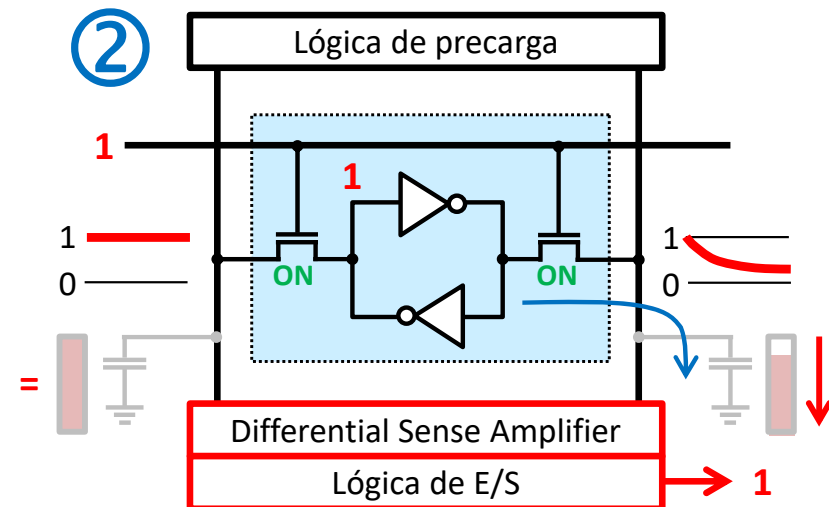 2
Lógica de precarga
1
1
1
0
ON
ON
1
0
=
Differential Sense Amplifier
Lógica de E/S
1